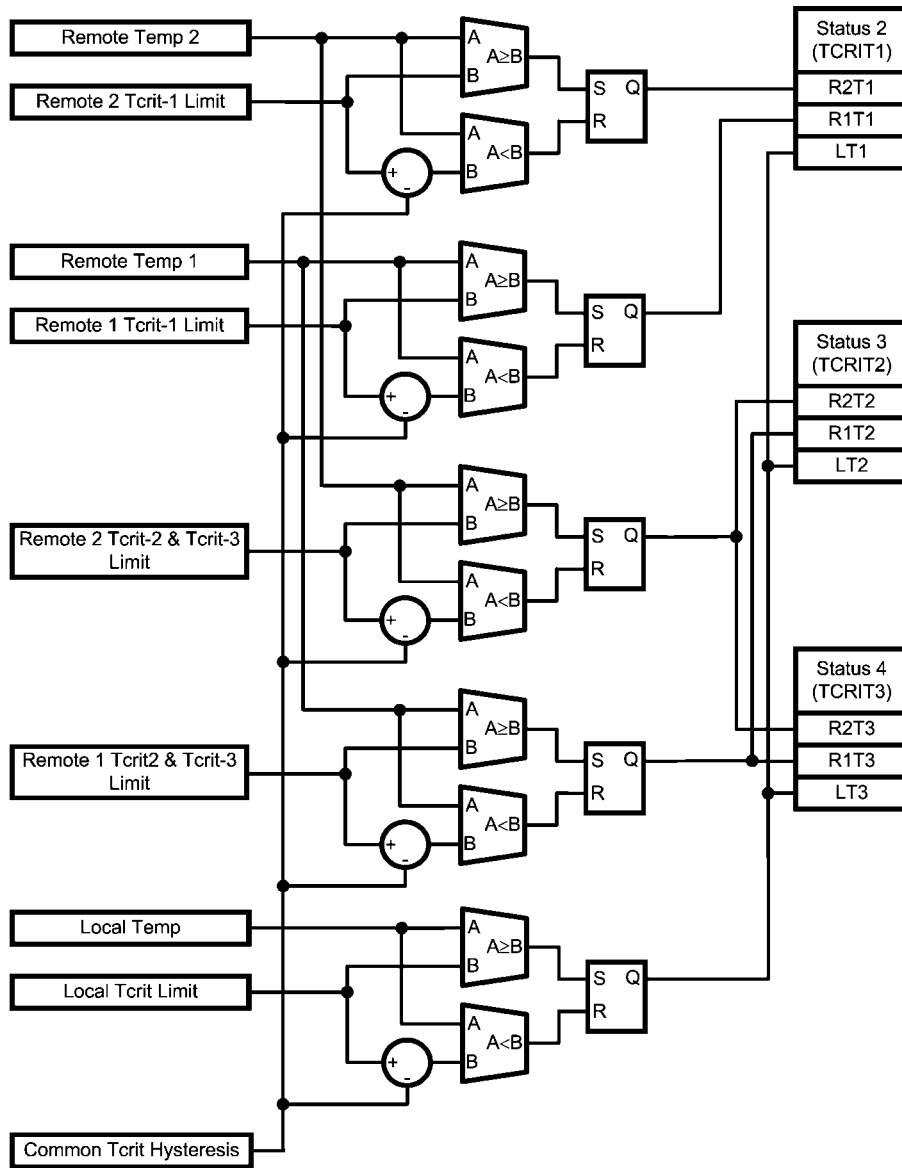 Remote Temp 2
Remote 2 Tcrit-1 Limit
A
B
A≥B
A
B
A<B
+
-
S
R
Q
Status 2
(TCRIT1)
R2T1
R1T1
LT1
Remote Temp 1
Remote 1 Tcrit-1 Limit
A
B
A≥B
A
B
A<B
+
-
S
R
Q
Status 3
(TCRIT2)
R2T2
R1T2
LT2
Remote 2 Tcrit-2 & Tcrit-3
Limit
A
B
A≥B
A
B
A<B
+
-
S
R
Q
Status 4
(TCRIT3)
R2T3
R1T3
LT3
Remote 1 Tcrit2 & Tcrit-3
Limit
A
B
A≥B
A
B
A<B
+
-
S
R
Q
Local Temp
Local Tcrit Limit
A
B
A≥B
A
B
A<B
+
-
S
R
Q
Common Tcrit Hysteresis